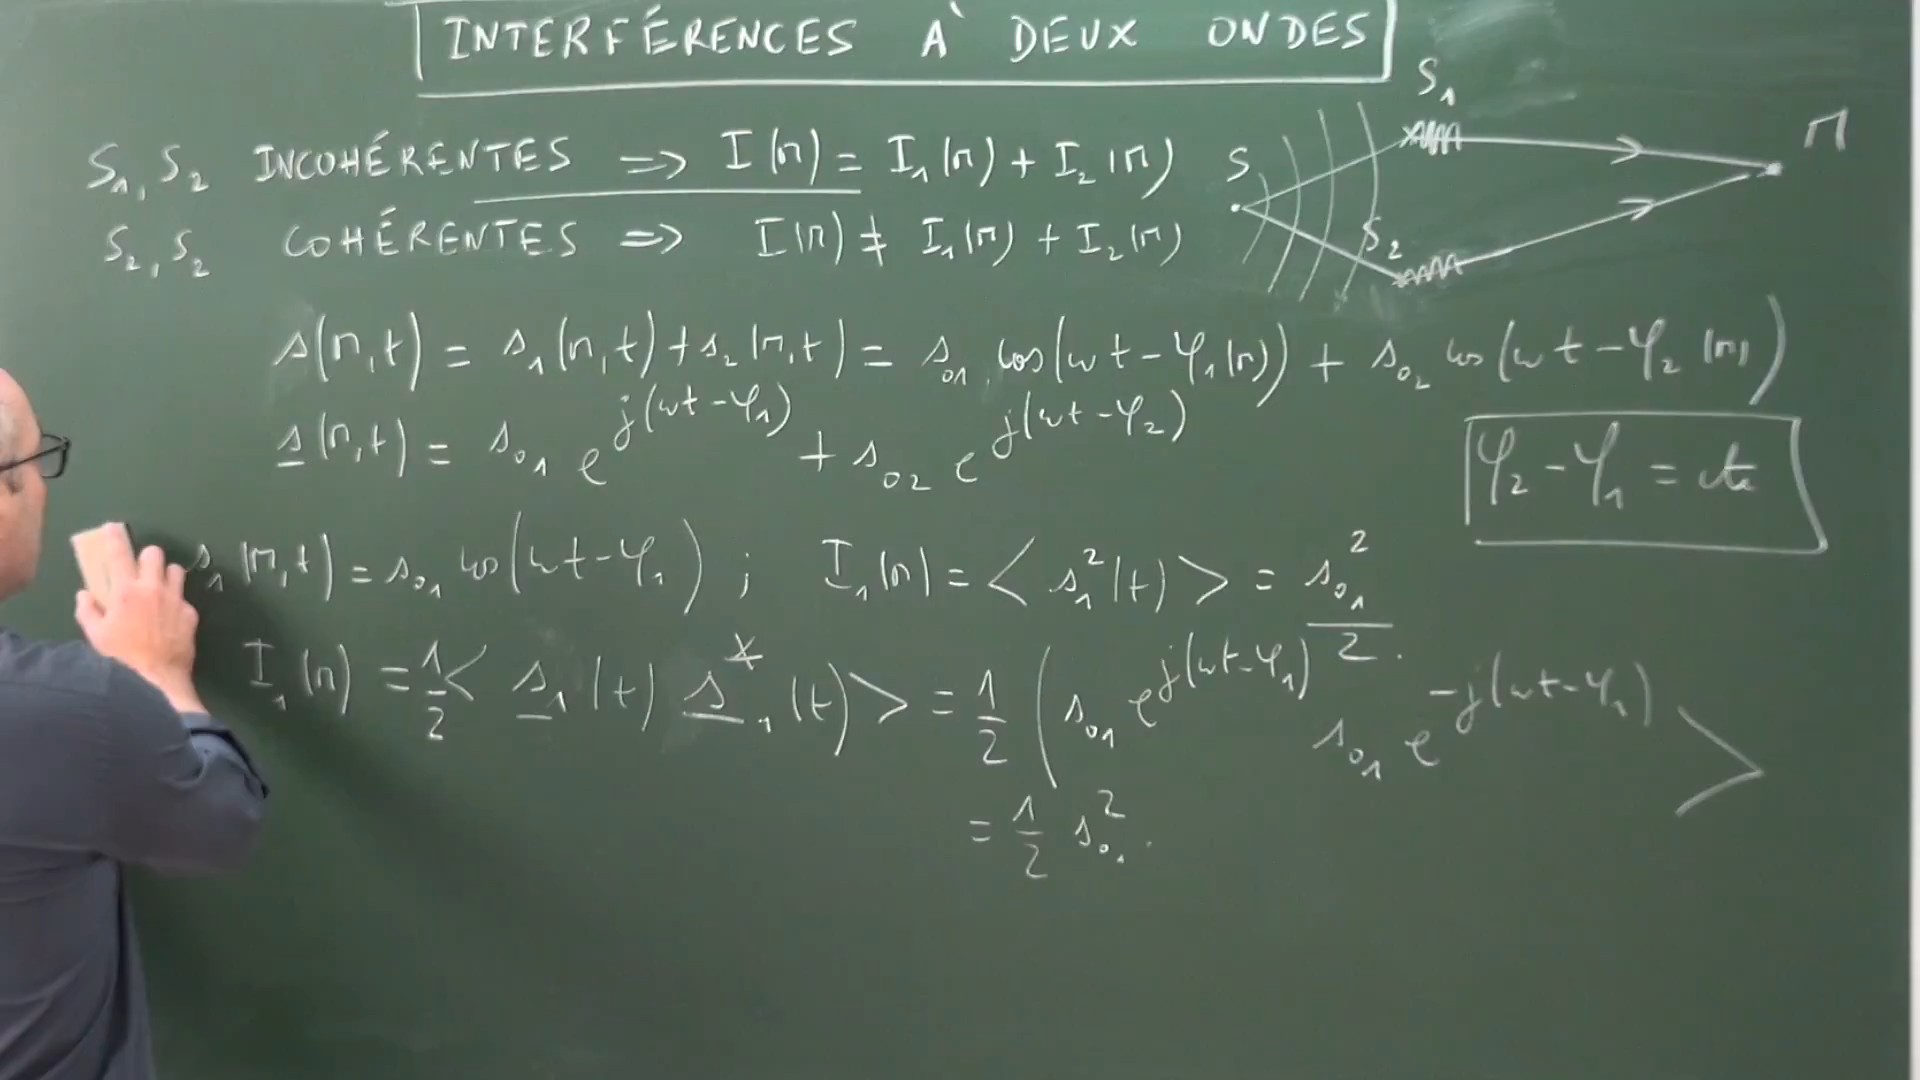 INTERFÉRENCES À DEUX ONDES
S₁, S₂ INCOHÉRENTES ⇒ I(M) = I₁(M) + I₂(M)
S₂, S₂ COHÉRENTES ⇒ I(M) ≠ I₁(M) + I₂(M)
S S₁ S₂ M
s(M,t) = s₁(M,t) + s₂(M,t) = s₀₁ cos(ωt - φ₁(M)) + s₀₂ cos(ωt - φ₂(M))
s̲(M,t) = s₀₁ e^{j(ωt - φ₁)} + s₀₂ e^{j(ωt - φ₂)}
φ₂ - φ₁ = cte
s₁(M,t) = s₀₁ cos(ωt - φ₁) ; I₁(M) = < s₁²(t) > = s₀₁²/2.
I₁(M) = 1/2 < s̲₁(t) s̲*₁(t) > = 1/2 ( s₀₁ e^{j(ωt - φ₁)} s₀₁ e^{-j(ωt - φ₁)} >
= 1/2 s₀₁².